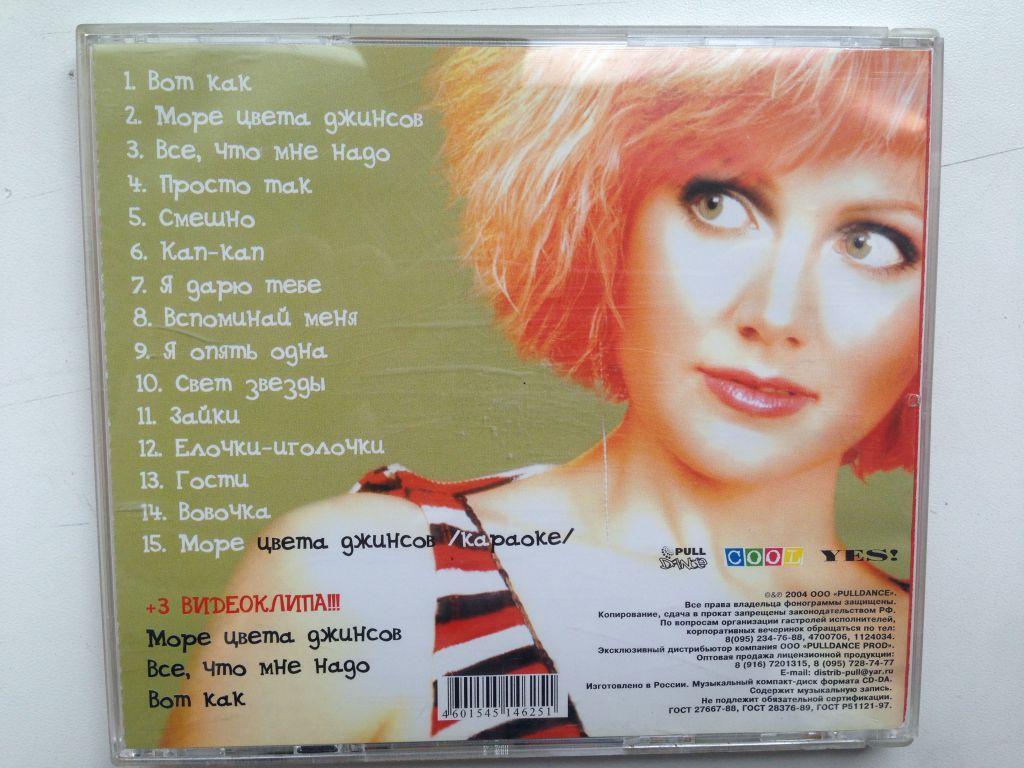 1. Вот как
2. Море цвета джинсов
3. Все, что мне надо
4. Просто так
5. Смешно
6. Кап-кап
7. Я дарю тебе
8. Вспоминай меня
9. Я опять одна
10. Свет звезды
11. Зайки
12. Елочки-иголочки
13. Гости
14. Вовочка
15. Море цвета джинсов /караоке/
+3 ВИДЕОКЛИПА!!!
Море цвета джинсов
Все, что мне надо
Вот как
PULL
DANCE
COOL
YES!
©&℗ 2004 ООО «PULLDANCE».
Все права владельца фонограммы защищены.
Копирование, сдача в прокат запрещены законодательством РФ.
По вопросам организации гастролей исполнителей,
корпоративных вечеринок обращаться по тел:
8(095) 234-76-88, 4700706, 1124034.
Эксклюзивный дистрибьютор компания ООО «PULLDANCE PROD».
Оптовая продажа лицензионной продукции:
8 (916) 7201315, 8 (095) 728-74-77
E-mail: distrib-pull@yar.ru
Изготовлено в России. Музыкальный компакт-диск формата CD-DA.
Содержит музыкальную запись.
Не подлежит обязательной сертификации.
ГОСТ 27667-88, ГОСТ 28376-89, ГОСТ Р51121-97.
4 601545 146251